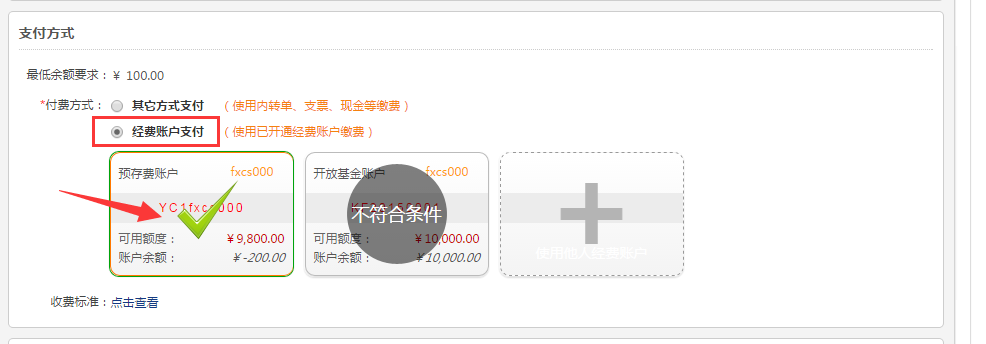 支付方式
最低余额要求：￥ 100.00
*付费方式：
其它方式支付 （使用内转单、支票、现金等缴费）
经费账户支付 （使用已开通经费账户缴费）
预存费账户 fxcs000
YC1fxcs000
可用额度： ￥9,800.00
账户余额： ￥-200.00
开放基金账户 fxcs000
不符合条件
可用额度： ￥10,000.00
账户余额： ￥10,000.00
使用他人经费账户
收费标准：点击查看